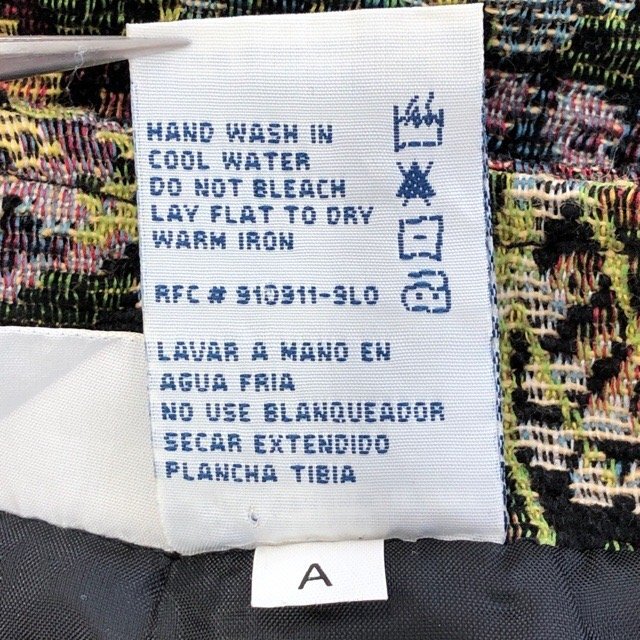 HAND WASH IN
COOL WATER
DO NOT BLEACH
LAY FLAT TO DRY
WARM IRON
RFC # 910911-9L0
LAVAR A MANO EN
AGUA FRIA
NO USE BLANQUEADOR
SECAR EXTENDIDO
PLANCHA TIBIA
A